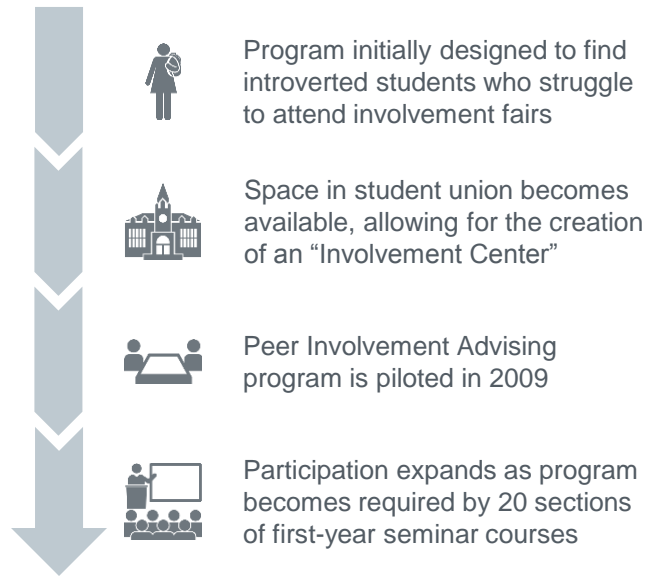 Program initially designed to find
introverted students who struggle
to attend involvement fairs
Space in student union becomes
available, allowing for the creation
of an “Involvement Center”
Peer Involvement Advising
program is piloted in 2009
Participation expands as program
becomes required by 20 sections
of first-year seminar courses